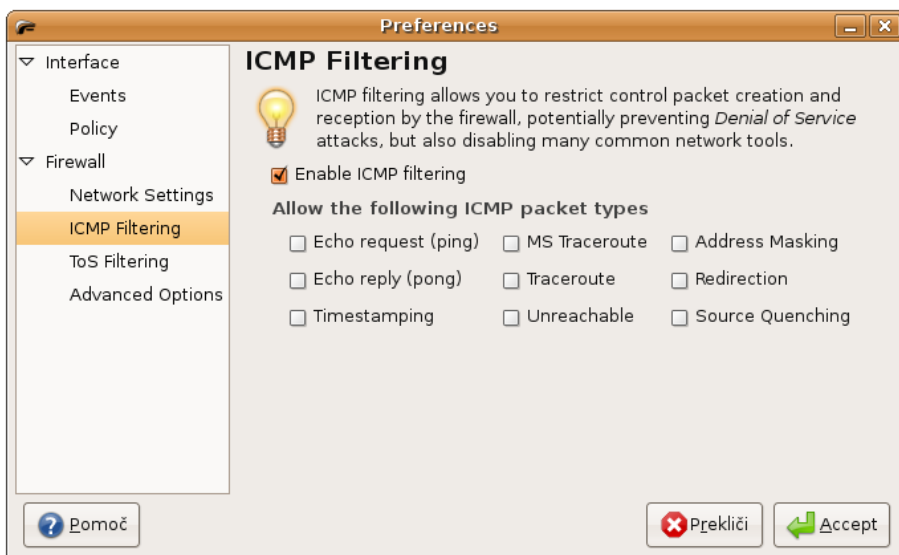 Preferences
Interface
Events
Policy
Firewall
Network Settings
ICMP Filtering
ToS Filtering
Advanced Options
ICMP Filtering
ICMP filtering allows you to restrict control packet creation and
reception by the firewall, potentially preventing Denial of Service
attacks, but also disabling many common network tools.
Enable ICMP filtering
Allow the following ICMP packet types
Echo request (ping) MS Traceroute Address Masking
Echo reply (pong) Traceroute Redirection
Timestamping Unreachable Source Quenching
Pomoč Prekliči Accept